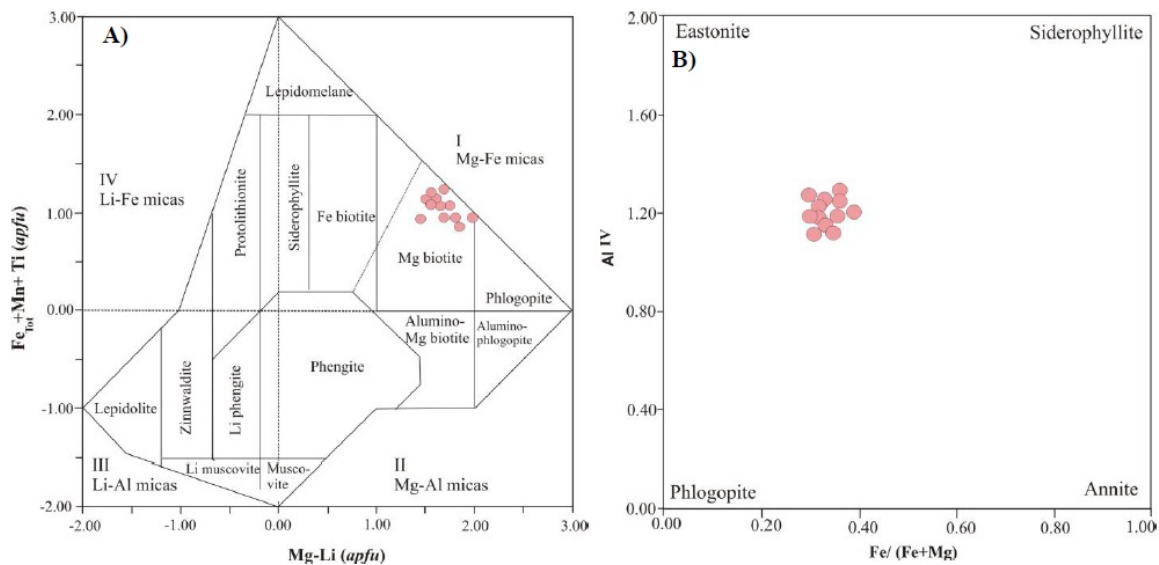 A)
3.00
2.00
1.00
0.00
-1.00
-2.00
Fe Tot +Mn+ Ti (apfu)
-2.00
-1.00
0.00
1.00
2.00
3.00
Mg-Li (apfu)
Lepidomelane
I
Mg-Fe micas
IV
Li-Fe micas
Protolithionite
Siderophyllite
Fe biotite
Mg biotite
Phlogopite
Alumino-
Mg biotite
Alumino-
phlogopite
Phengite
Lepidolite
Zinnwaldite
Li phengite
III
Li-Al micas
Li muscovite
Musco-
vite
II
Mg-Al micas
B)
Eastonite
Siderophyllite
2.00
1.60
1.20
0.80
0.40
0.00
Al IV
Phlogopite
Annite
0.00
0.20
0.40
0.60
0.80
1.00
Fe/ (Fe+Mg)